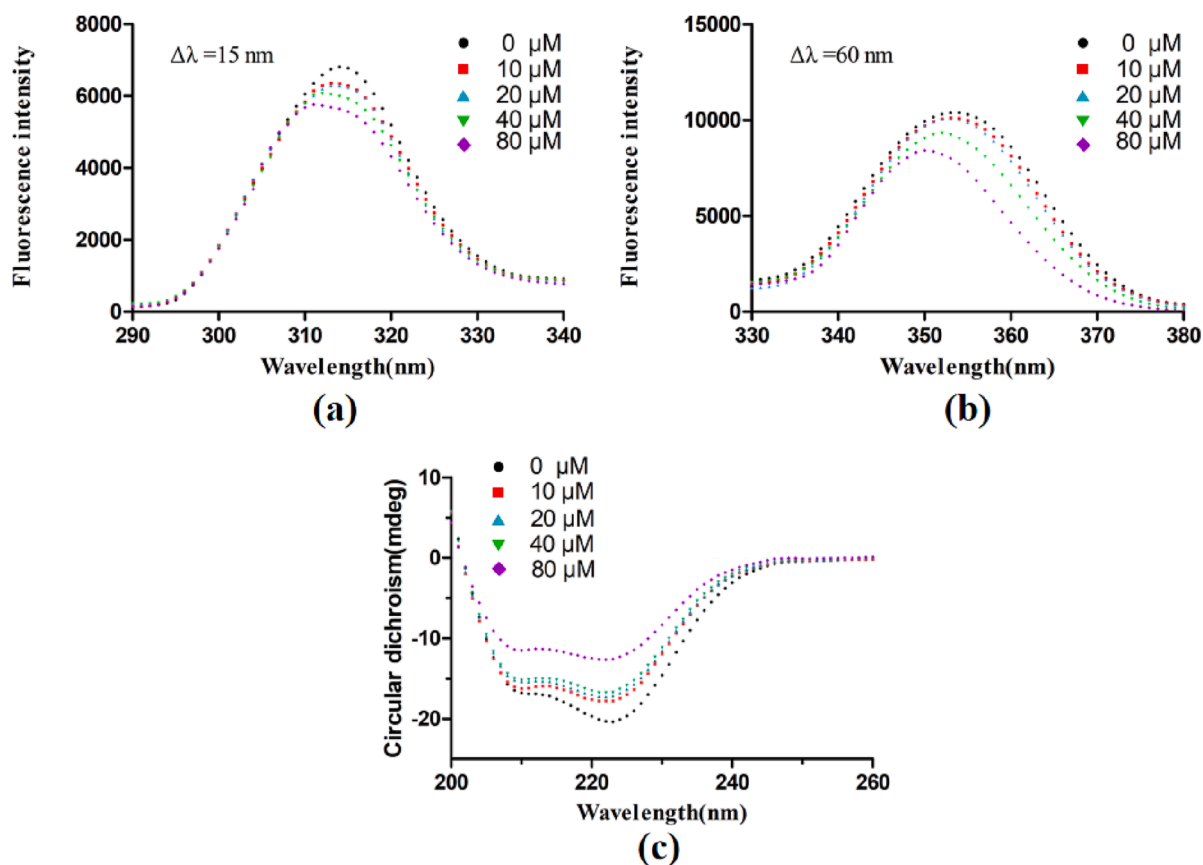 Fluorescence intensity
8000
6000
4000
2000
0
Δλ =15 nm
0 µM
10 µM
20 µM
40 µM
80 µM
290 300 310 320 330 340
Wavelength(nm)
(a)
Fluorescence intensity
15000
10000
5000
0
Δλ =60 nm
0 µM
10 µM
20 µM
40 µM
80 µM
330 340 350 360 370 380
Wavelength(nm)
(b)
Circular dichroism(mdeg)
10
0
-10
-20
0 µM
10 µM
20 µM
40 µM
80 µM
200 220 240 260
Wavelength(nm)
(c)